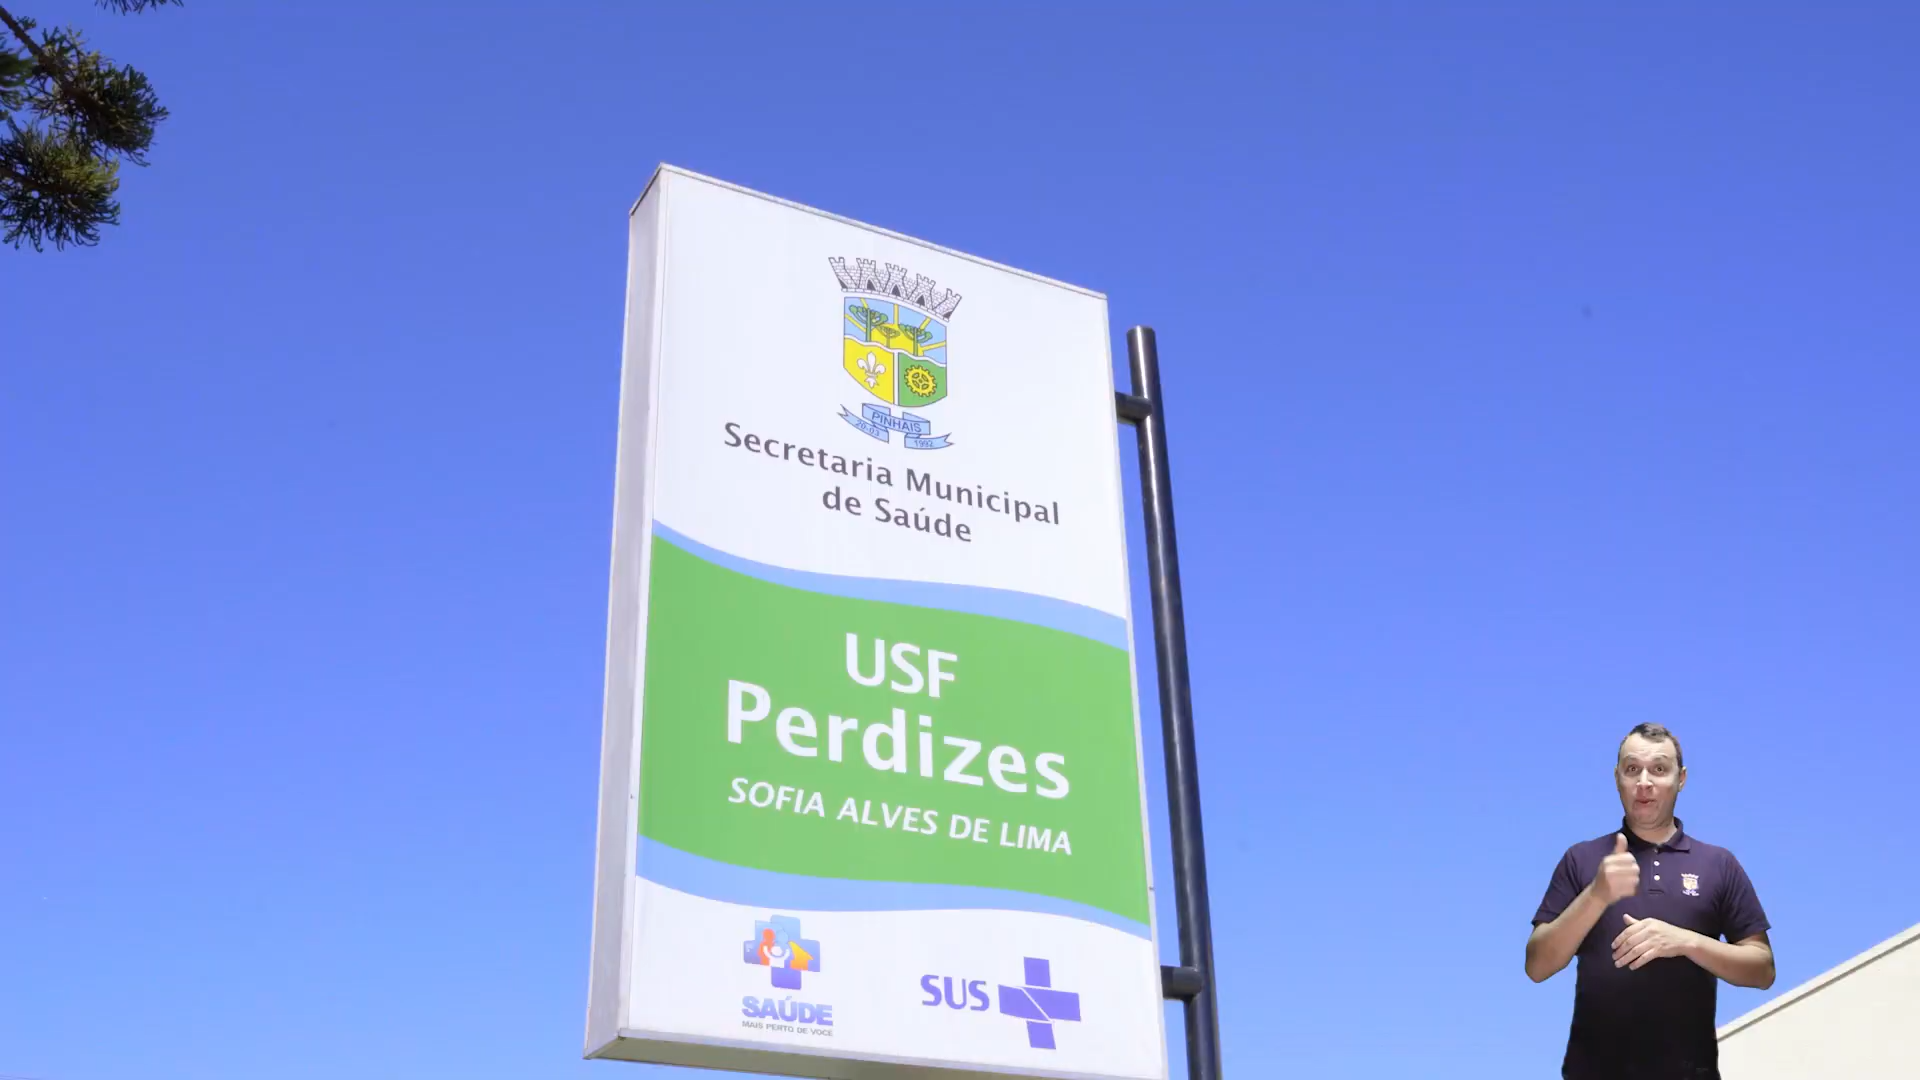 PINHAIS
20-03 1992
Secretaria Municipal
de Saúde
USF
Perdizes
SOFIA ALVES DE LIMA
SAÚDE
MAIS PERTO DE VOCÊ
SUS